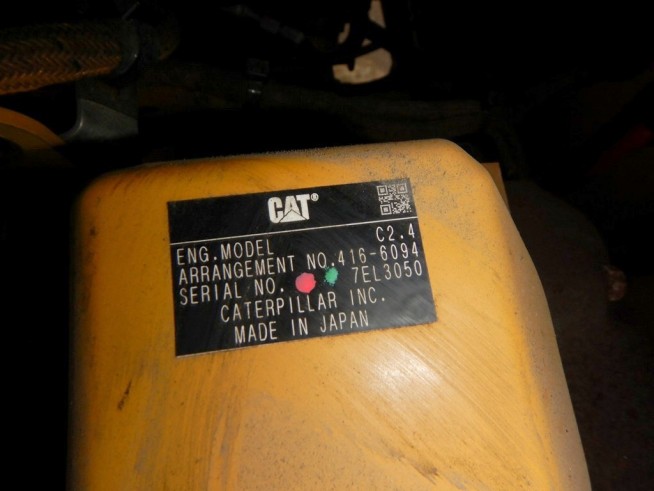 CAT®
ENG.MODEL C2.4
ARRANGEMENT NO.416-6094
SERIAL NO. 7EL3050
CATERPILLAR INC.
MADE IN JAPAN